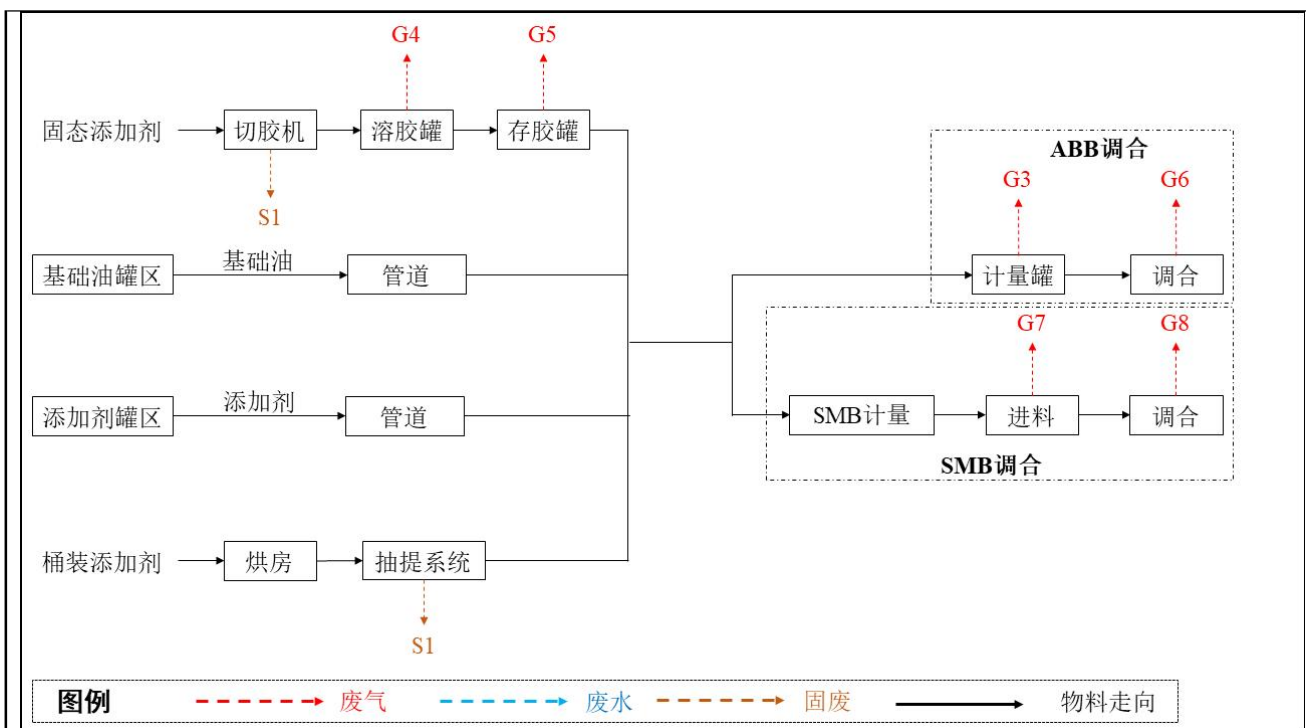 G4
G5
固态添加剂
切胶机
溶胶罐
存胶罐
S1
ABB调合
G3
G6
基础油罐区
基础油
管道
计量罐
调合
G7
G8
添加剂罐区
添加剂
管道
SMB计量
进料
调合
SMB调合
桶装添加剂
烘房
抽提系统
S1
图例
废气
废水
固废
物料走向